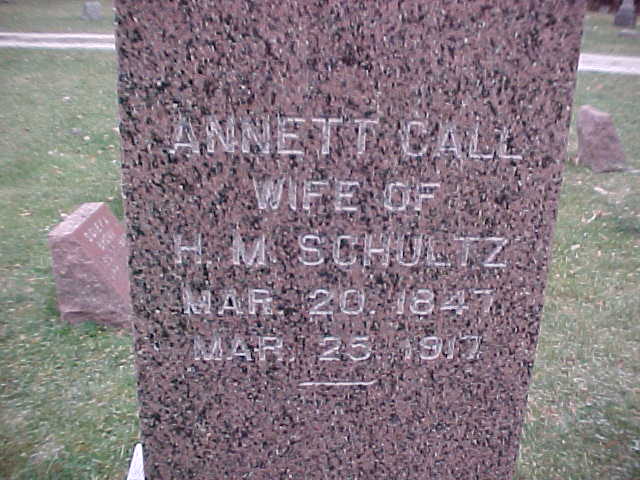 ANNETT CALL
WIFE OF
H. M. SCHULTZ
MAR. 20. 1847
MAR. 25. 1917